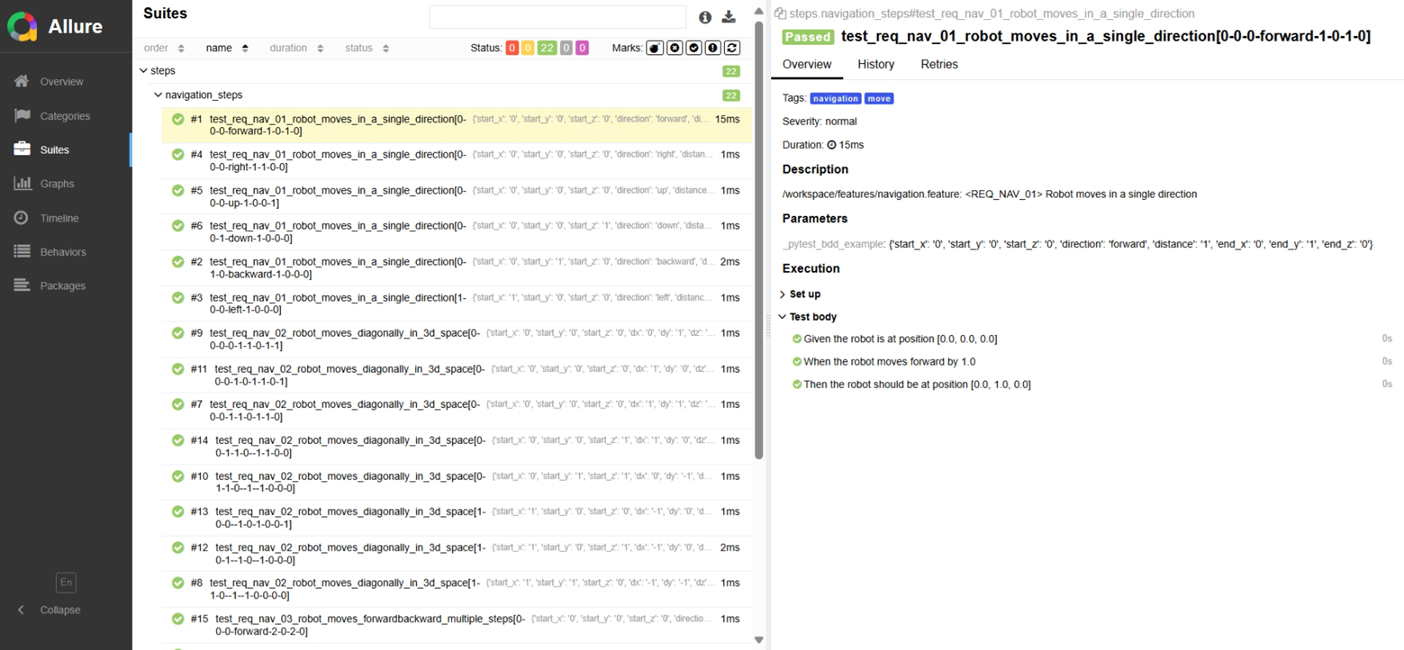 Allure
Overview
Categories
Suites
Graphs
Timeline
Behaviors
Packages
En
Collapse
Suites
order name duration status Status: 0 0 22 0 0 Marks:
steps 22
navigation_steps 22
#1 test_req_nav_01_robot_moves_in_a_single_direction[0- {'start_x': '0', 'start_y': '0', 'start_z': '0', 'direction': 'forward', 'di... 15ms
0-0-forward-1-0-1-0]
#4 test_req_nav_01_robot_moves_in_a_single_direction[0- {'start_x': '0', 'start_y': '0', 'start_z': '0', 'direction': 'right', 'distan... 1ms
0-0-right-1-1-0-0]
#5 test_req_nav_01_robot_moves_in_a_single_direction[0- {'start_x': '0', 'start_y': '0', 'start_z': '0', 'direction': 'up', 'distance... 1ms
0-0-up-1-0-0-1]
#6 test_req_nav_01_robot_moves_in_a_single_direction[0- {'start_x': '0', 'start_y': '0', 'start_z': '1', 'direction': 'down', 'dista... 1ms
0-1-down-1-0-0-0]
#2 test_req_nav_01_robot_moves_in_a_single_direction[0- {'start_x': '0', 'start_y': '1', 'start_z': '0', 'direction': 'backward', 'd... 2ms
1-0-backward-1-0-0-0]
#3 test_req_nav_01_robot_moves_in_a_single_direction[1- {'start_x': '1', 'start_y': '0', 'start_z': '0', 'direction': 'left', 'distanc... 1ms
0-0-left-1-0-0-0]
#9 test_req_nav_02_robot_moves_diagonally_in_3d_space[0- {'start_x': '0', 'start_y': '0', 'start_z': '0', 'dx': '0', 'dy': '1', 'dz': '... 1ms
0-0-0-1-1-0-1-1]
#11 test_req_nav_02_robot_moves_diagonally_in_3d_space[0- {'start_x': '0', 'start_y': '0', 'start_z': '0', 'dx': '1', 'dy': '0', 'dz': ... 1ms
0-0-1-0-1-1-0-1]
#7 test_req_nav_02_robot_moves_diagonally_in_3d_space[0- {'start_x': '0', 'start_y': '0', 'start_z': '0', 'dx': '1', 'dy': '1', 'dz': '... 1ms
0-0-1-1-0-1-1-0]
#14 test_req_nav_02_robot_moves_diagonally_in_3d_space[0- {'start_x': '0', 'start_y': '0', 'start_z': '1', 'dx': '1', 'dy': '0', 'dz': ... 1ms
0-1-1-0--1-1-0-0]
#10 test_req_nav_02_robot_moves_diagonally_in_3d_space[0- {'start_x': '0', 'start_y': '1', 'start_z': '1', 'dx': '0', 'dy': '-1', 'd... 1ms
1-1-0--1--1-0-0-0]
#13 test_req_nav_02_robot_moves_diagonally_in_3d_space[1- {'start_x': '1', 'start_y': '0', 'start_z': '0', 'dx': '-1', 'dy': '0', 'd... 1ms
0-0--1-0-1-0-0-1]
#12 test_req_nav_02_robot_moves_diagonally_in_3d_space[1- {'start_x': '1', 'start_y': '0', 'start_z': '1', 'dx': '-1', 'dy': '0', 'd... 2ms
0-1--1-0--1-0-0-0]
#8 test_req_nav_02_robot_moves_diagonally_in_3d_space[1- {'start_x': '1', 'start_y': '1', 'start_z': '0', 'dx': '-1', 'dy': '-1', 'dz'... 1ms
1-0--1--1-0-0-0-0]
#15 test_req_nav_03_robot_moves_forwardbackward_multiple_steps[0- {'start_x': '0', 'start_y': '0', 'start_z': '0', 'directio... 1ms
0-0-forward-2-0-2-0]
steps.navigation_steps#test_req_nav_01_robot_moves_in_a_single_direction
Passed test_req_nav_01_robot_moves_in_a_single_direction[0-0-0-forward-1-0-1-0]
Overview History Retries
Tags: navigation move
Severity: normal
Duration: 15ms
Description
/workspace/features/navigation.feature: <REQ_NAV_01> Robot moves in a single direction
Parameters
_pytest_bdd_example: {'start_x': '0', 'start_y': '0', 'start_z': '0', 'direction': 'forward', 'distance': '1', 'end_x': '0', 'end_y': '1', 'end_z': '0'}
Execution
Set up
Test body
Given the robot is at position [0.0, 0.0, 0.0] 0s
When the robot moves forward by 1.0 0s
Then the robot should be at position [0.0, 1.0, 0.0] 0s